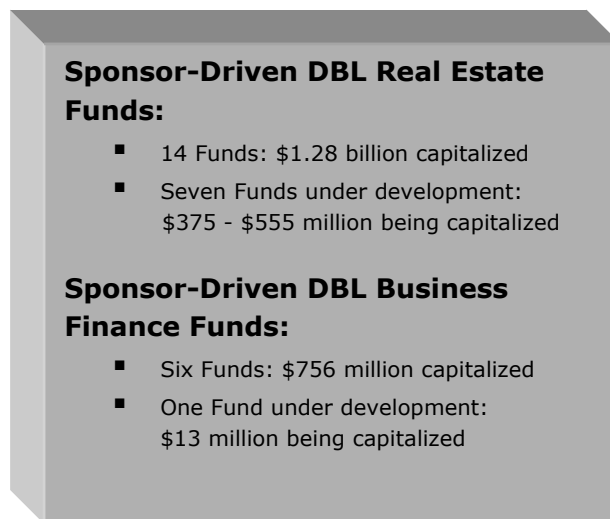 Sponsor-Driven DBL Real Estate
Funds:
▪ 14 Funds: $1.28 billion capitalized
▪ Seven Funds under development:
$375 - $555 million being capitalized
Sponsor-Driven DBL Business
Finance Funds:
▪ Six Funds: $756 million capitalized
▪ One Fund under development:
$13 million being capitalized